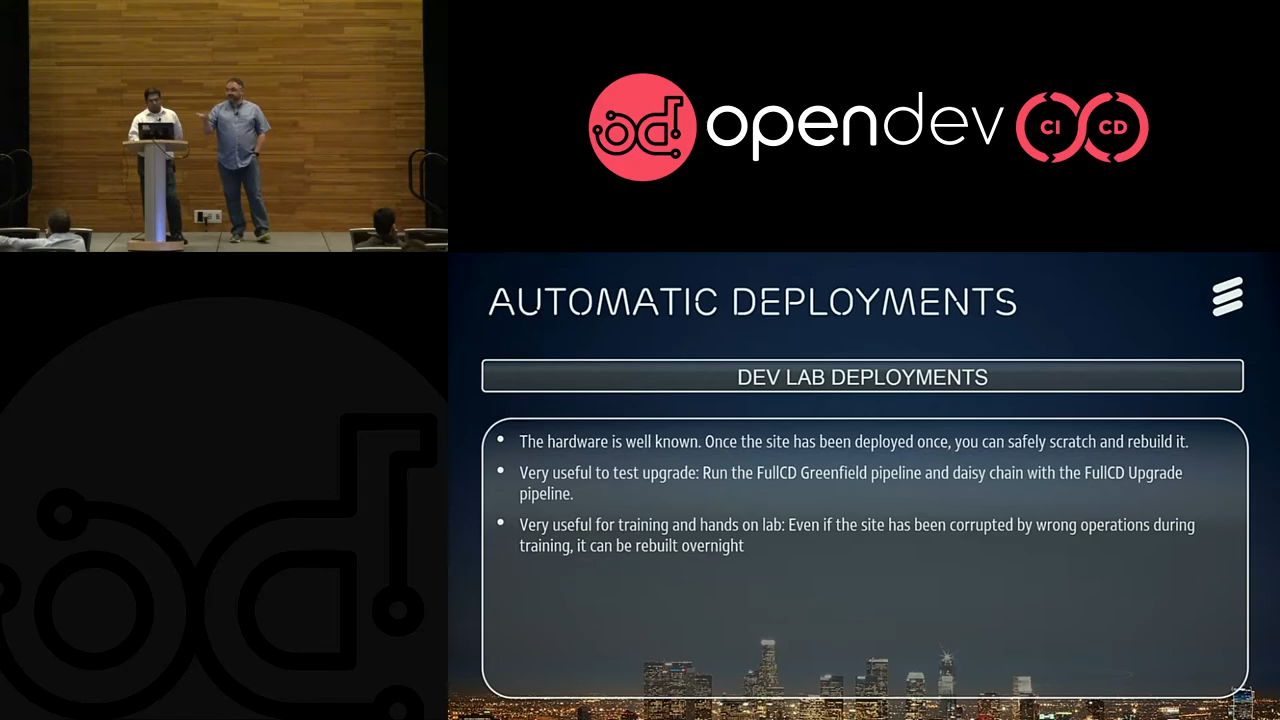 opendev
CI CD
AUTOMATIC DEPLOYMENTS
DEV LAB DEPLOYMENTS
• The hardware is well known. Once the site has been deployed once, you can safely scratch and rebuild it.
• Very useful to test upgrade: Run the FullCD Greenfield pipeline and daisy chain with the FullCD Upgrade
pipeline.
• Very useful for training and hands on lab: Even if the site has been corrupted by wrong operations during
training, it can be rebuilt overnight